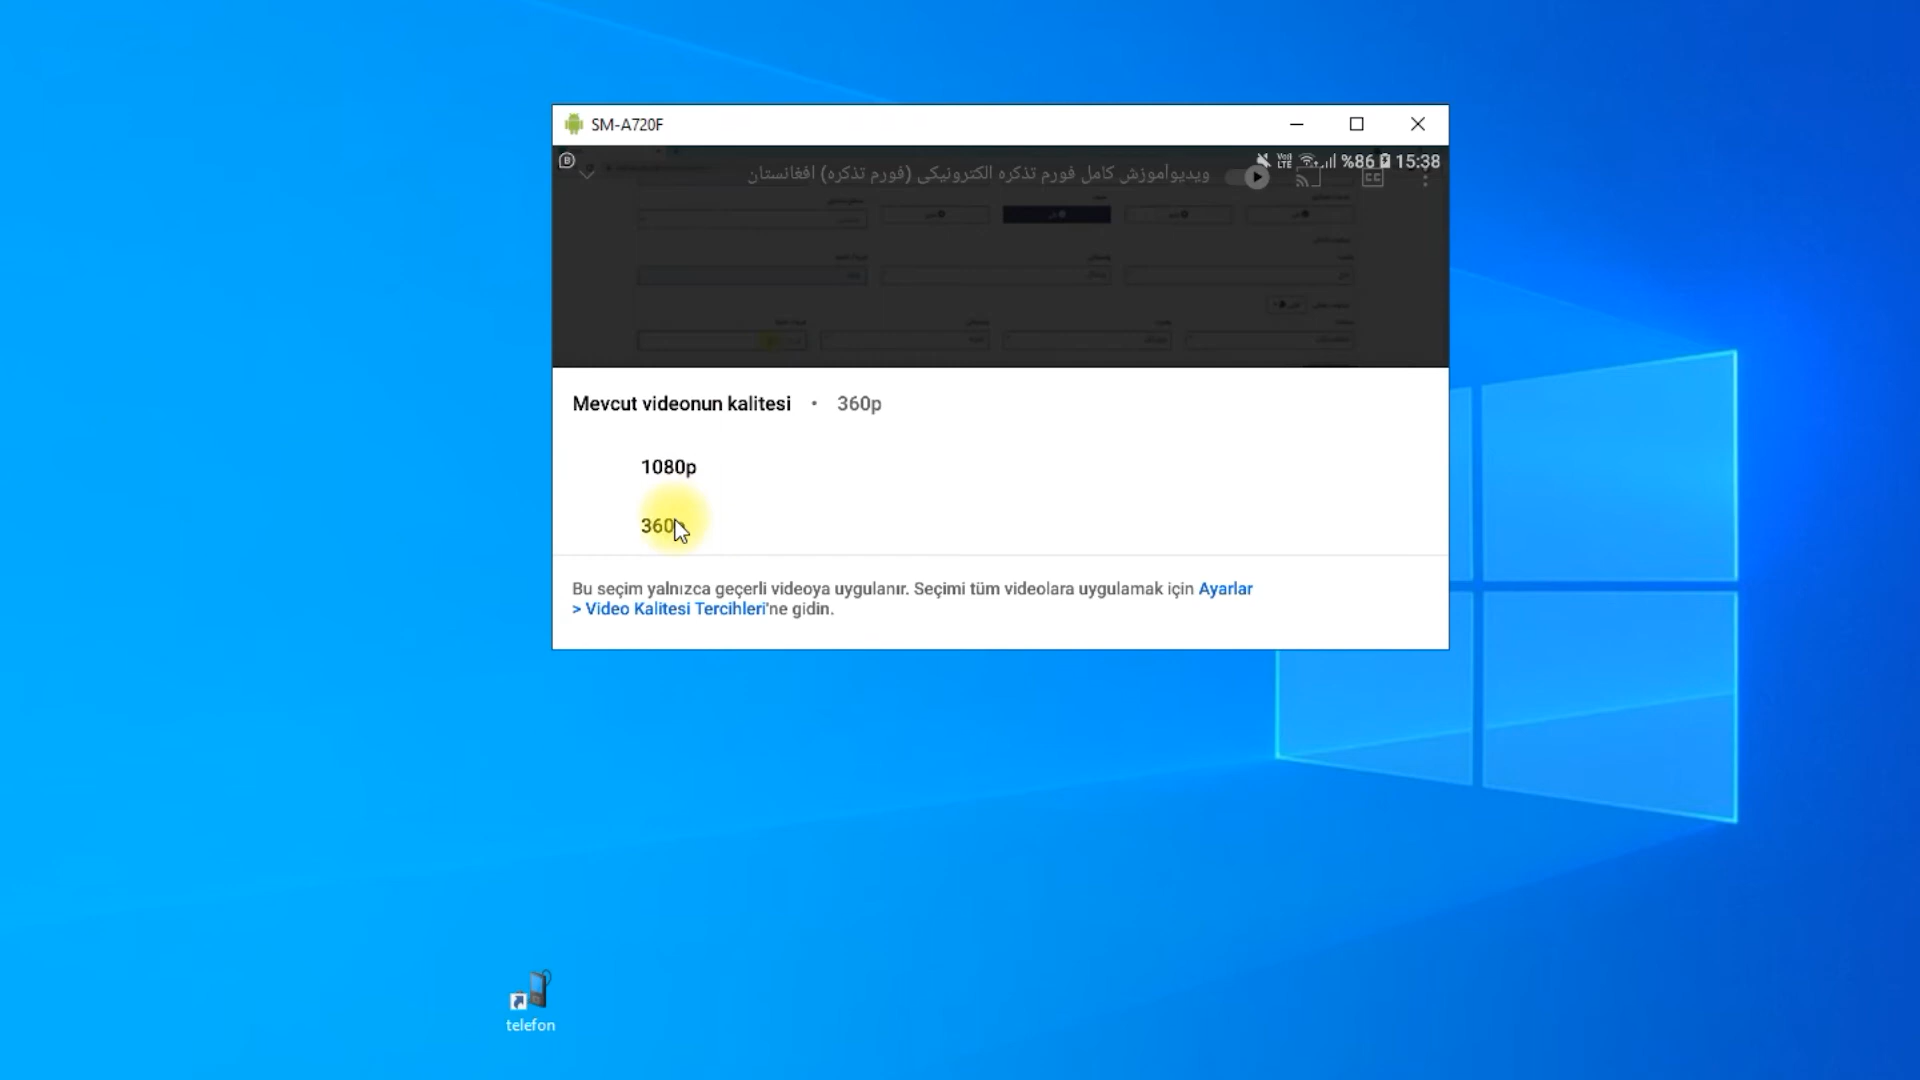 SM-A720F
%86 15:38
ویدیوآموزش کامل فورم تذکره الکترونیکی (فورم تذکره) افغانستان
Mevcut videonun kalitesi • 360p
1080p
360p
Bu seçim yalnızca geçerli videoya uygulanır. Seçimi tüm videolara uygulamak için Ayarlar
> Video Kalitesi Tercihleri'ne gidin.
telefon